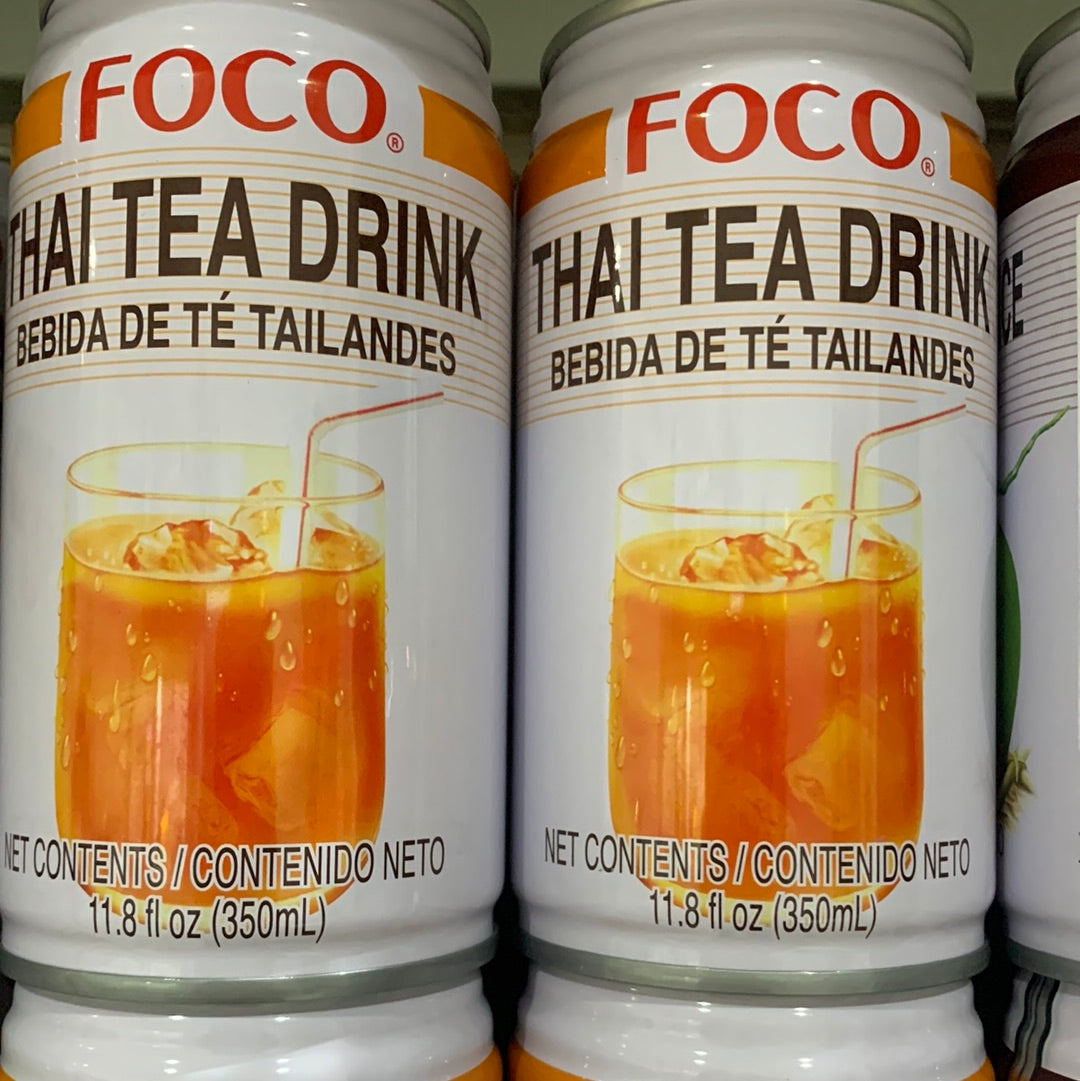 FOCO®
THAI TEA DRINK
BEBIDA DE TÉ TAILANDES
NET CONTENTS / CONTENIDO NETO
11.8 fl oz (350mL)
FOCO®
THAI TEA DRINK
BEBIDA DE TÉ TAILANDES
NET CONTENTS / CONTENIDO NETO
11.8 fl oz (350mL)